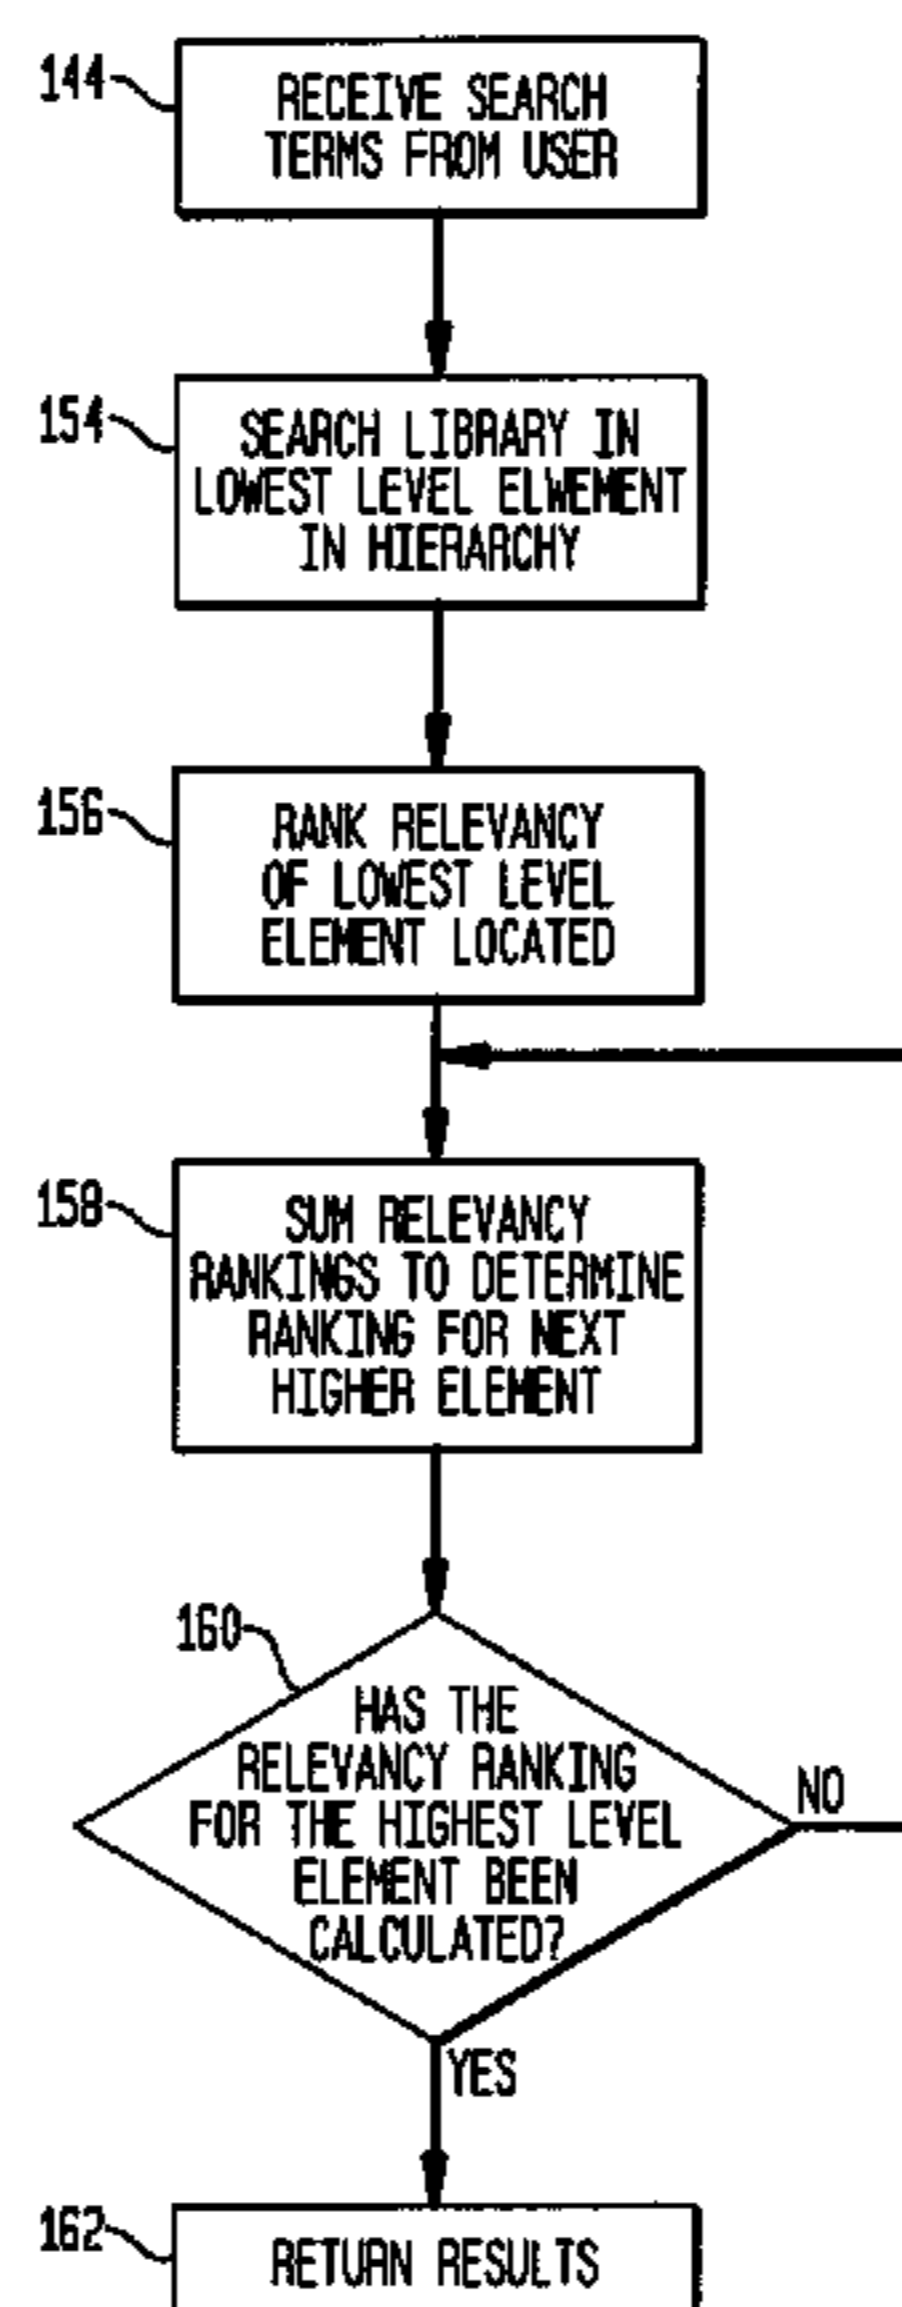 144
RECEIVE SEARCH
TERMS FROM USER
154
SEARCH LIBRARY IN
LOWEST LEVEL ELWEMENT
IN HIERARCHY
156
RANK RELEVANCY
OF LOWEST LEVEL
ELEMENT LOCATED
158
SUM RELEVANCY
RANKINGS TO DETERMINE
RANKING FOR NEXT
HIGHER ELEMENT
160
HAS THE
RELEVANCY RANKING
FOR THE HIGHEST LEVEL
ELEMENT BEEN
CALCULATED?
NO
YES
162
RETURN RESULTS